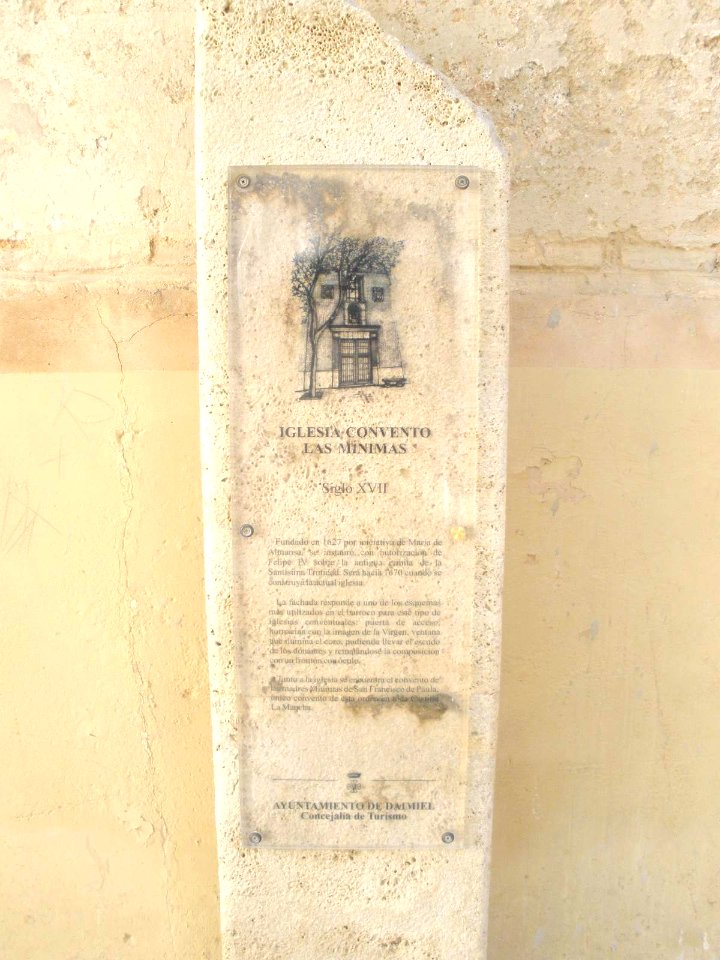 IGLESIA CONVENTO
LAS MÍNIMAS
Siglo XVII
Fundado en 1627 por iniciativa de María de
Almansa, se instauró con autorización de
Felipe IV sobre la antigua ermita de la
Santísima Trinidad. Será hacia 1670 cuando se
construya la actual iglesia.
La fachada responde a uno de los esquemas
más utilizados en el barroco para este tipo de
iglesias conventuales: puerta de acceso,
hornacina con la imagen de la Virgen, ventana
que ilumina el coro, pudiendo llevar el escudo
de los donantes y rematándose la composición
con un frontón con óculo.
Junto a la iglesia se encuentra el convento de
las madres Mínimas de San Francisco de Paula,
único convento de esta orden en toda Castilla
La Mancha.
AYUNTAMIENTO DE DAIMIEL
Concejalía de Turismo